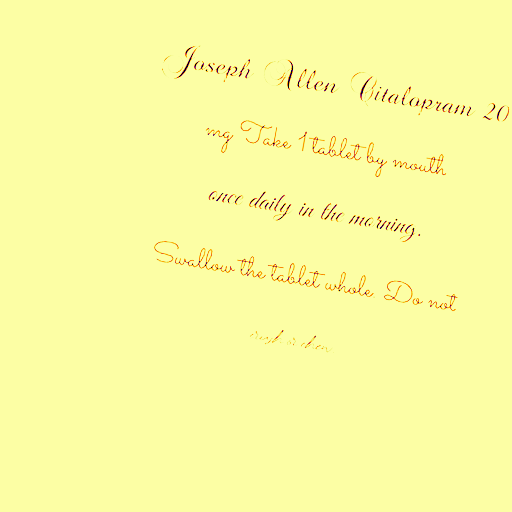 Joseph Allen Citalopram 20
mg Take 1 tablet by mouth
once daily in the morning.
Swallow the tablet whole. Do not
crush or chew